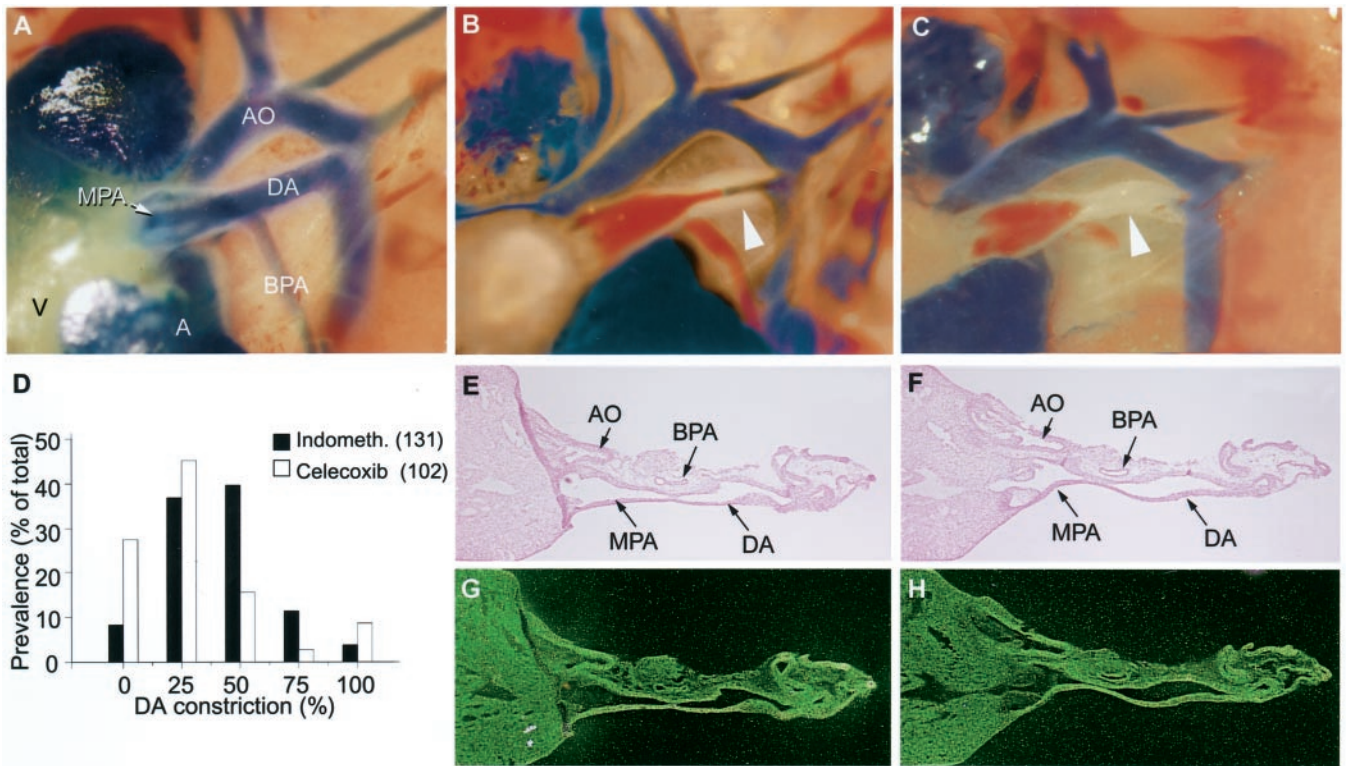 A
AO
DA
MPA
BPA
V
A
B
C
D
Prevalence (% of total)
50
40
30
20
10
0
Indometh. (131)
Celecoxib (102)
0 25 50 75 100
DA constriction (%)
E
AO
BPA
MPA
DA
F
AO
BPA
MPA
DA
G
H